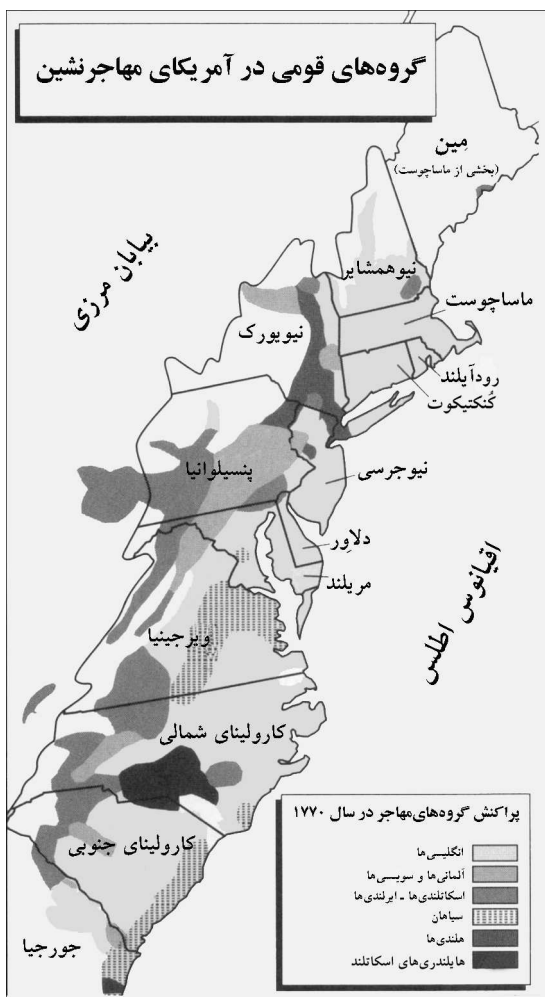 گروه‌های قومی در آمریکای مهاجرنشین
مِین
(بخشی از ماساچوست)
بیابان مرزی
نیوهمشایر
ماساچوست
نیویورک
رودآیلند
کُنکتیکوت
پنسیلوانیا
نیوجرسی
دلاوِر
مریلند
اقیانوس اطلس
ویرجینیا
کارولینای شمالی
کارولینای جنوبی
جورجیا
پراکنش گروه‌های‌مهاجر در سال ۱۷۷۰
انگلیسی‌ها
آلمانی‌ها و سویسی‌ها
اسکاتلندی‌ها ـ ایرلندی‌ها
سیاهان
هلندی‌ها
هایلندری‌های اسکاتلند